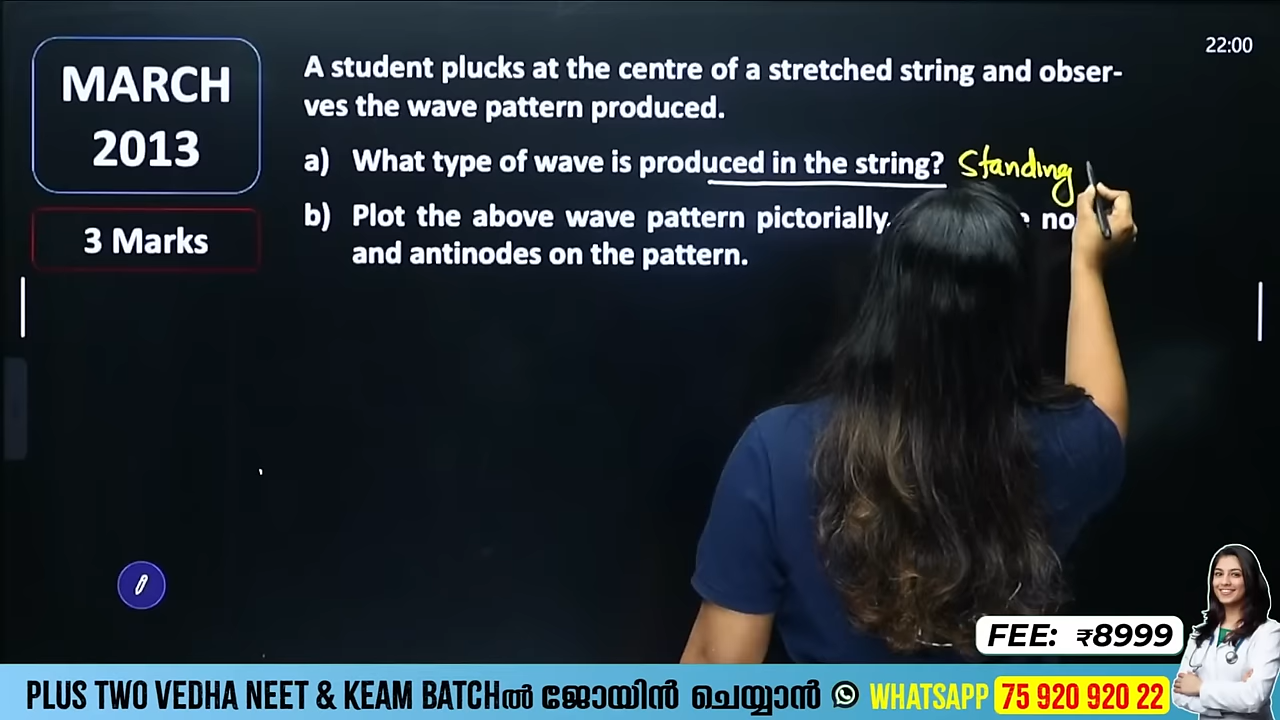 22:00
MARCH
2013
3 Marks
A student plucks at the centre of a stretched string and obser-
ves the wave pattern produced.
a) What type of wave is produced in the string? Standing
b) Plot the above wave pattern pictorially.
and antinodes on the pattern.
FEE: ₹8999
PLUS TWO VEDHA NEET & KEAM BATCHൽ ജോയിൻ ചെയ്യാൻ WHATSAPP 75 920 920 22